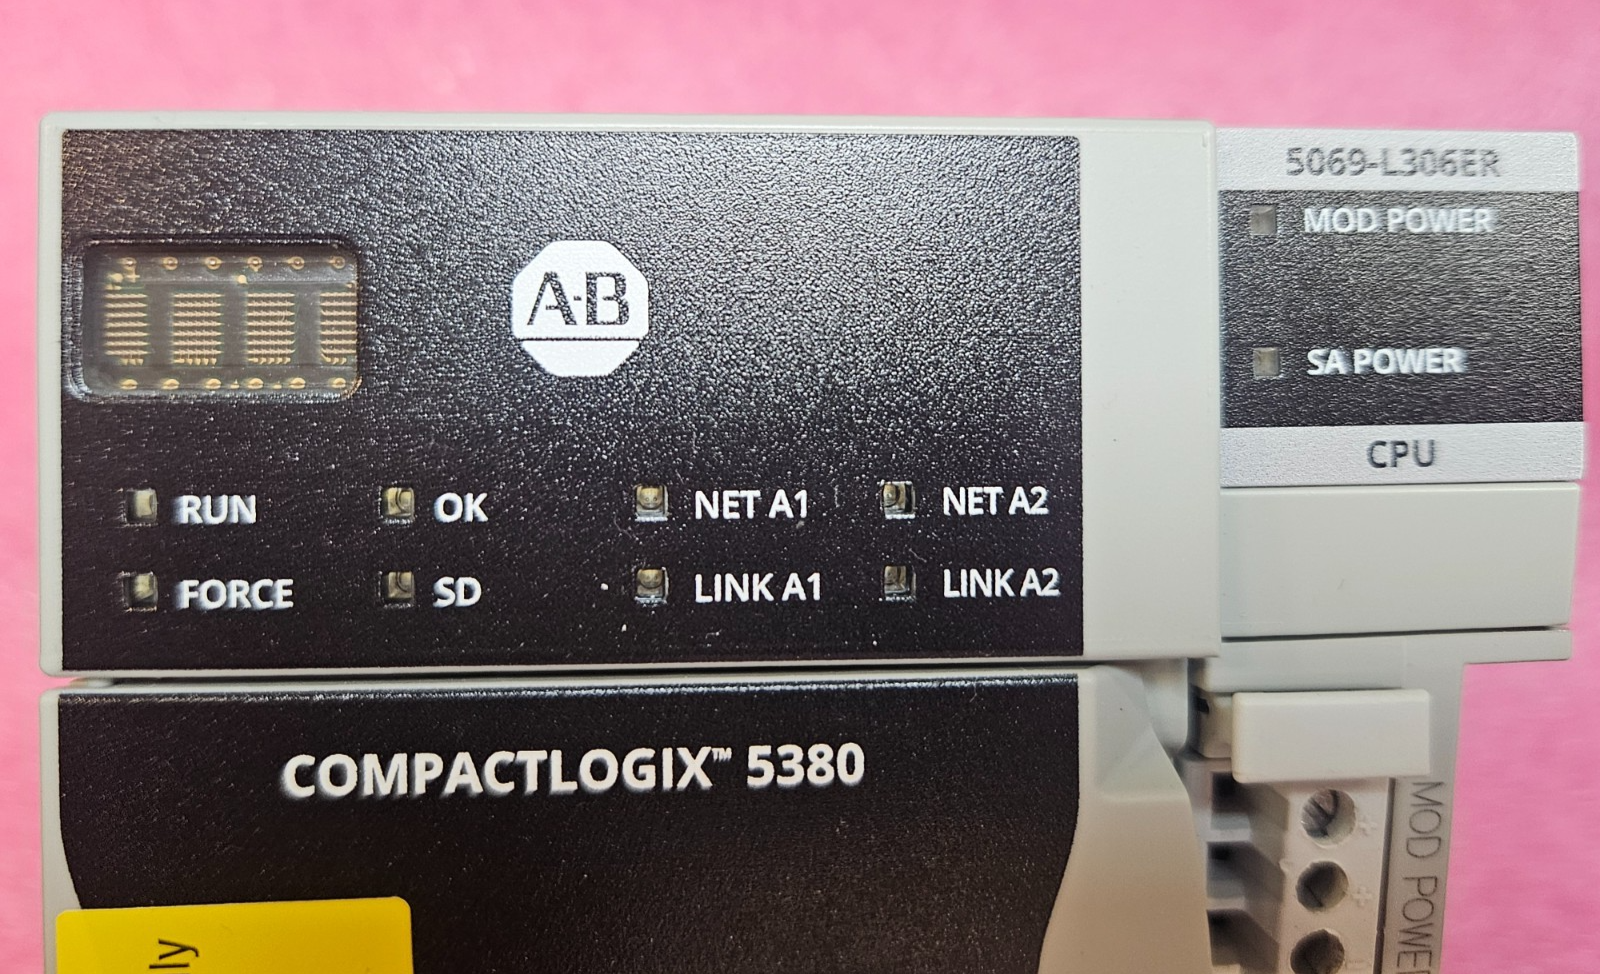 5069-L306ER
MOD POWER
A-B
SA POWER
CPU
RUN
OK
NET A1
NET A2
FORCE
SD
LINK A1
LINK A2
COMPACTLOGIX™ 5380
MOD POWER
ly